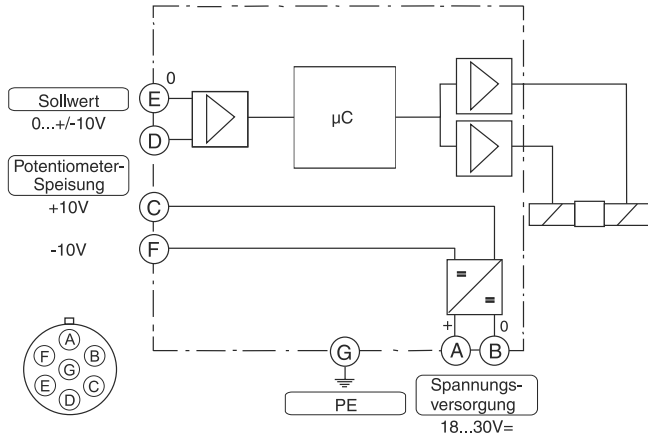 0
Sollwert
E
0...+/-10V
D
µC
Potentiometer-
Speisung
+10V
C
-10V
F
=
=
+
0
A
B
G
PE
Spannungs-
versorgung
18...30V=
A
F
B
G
E
C
D